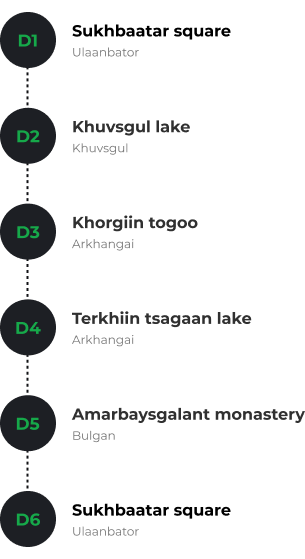 D1
Sukhbaatar square
Ulaanbator
D2
Khuvsgul lake
Khuvsgul
D3
Khorgiin togoo
Arkhangai
D4
Terkhiin tsagaan lake
Arkhangai
D5
Amarbaysgalant monastery
Bulgan
D6
Sukhbaatar square
Ulaanbator